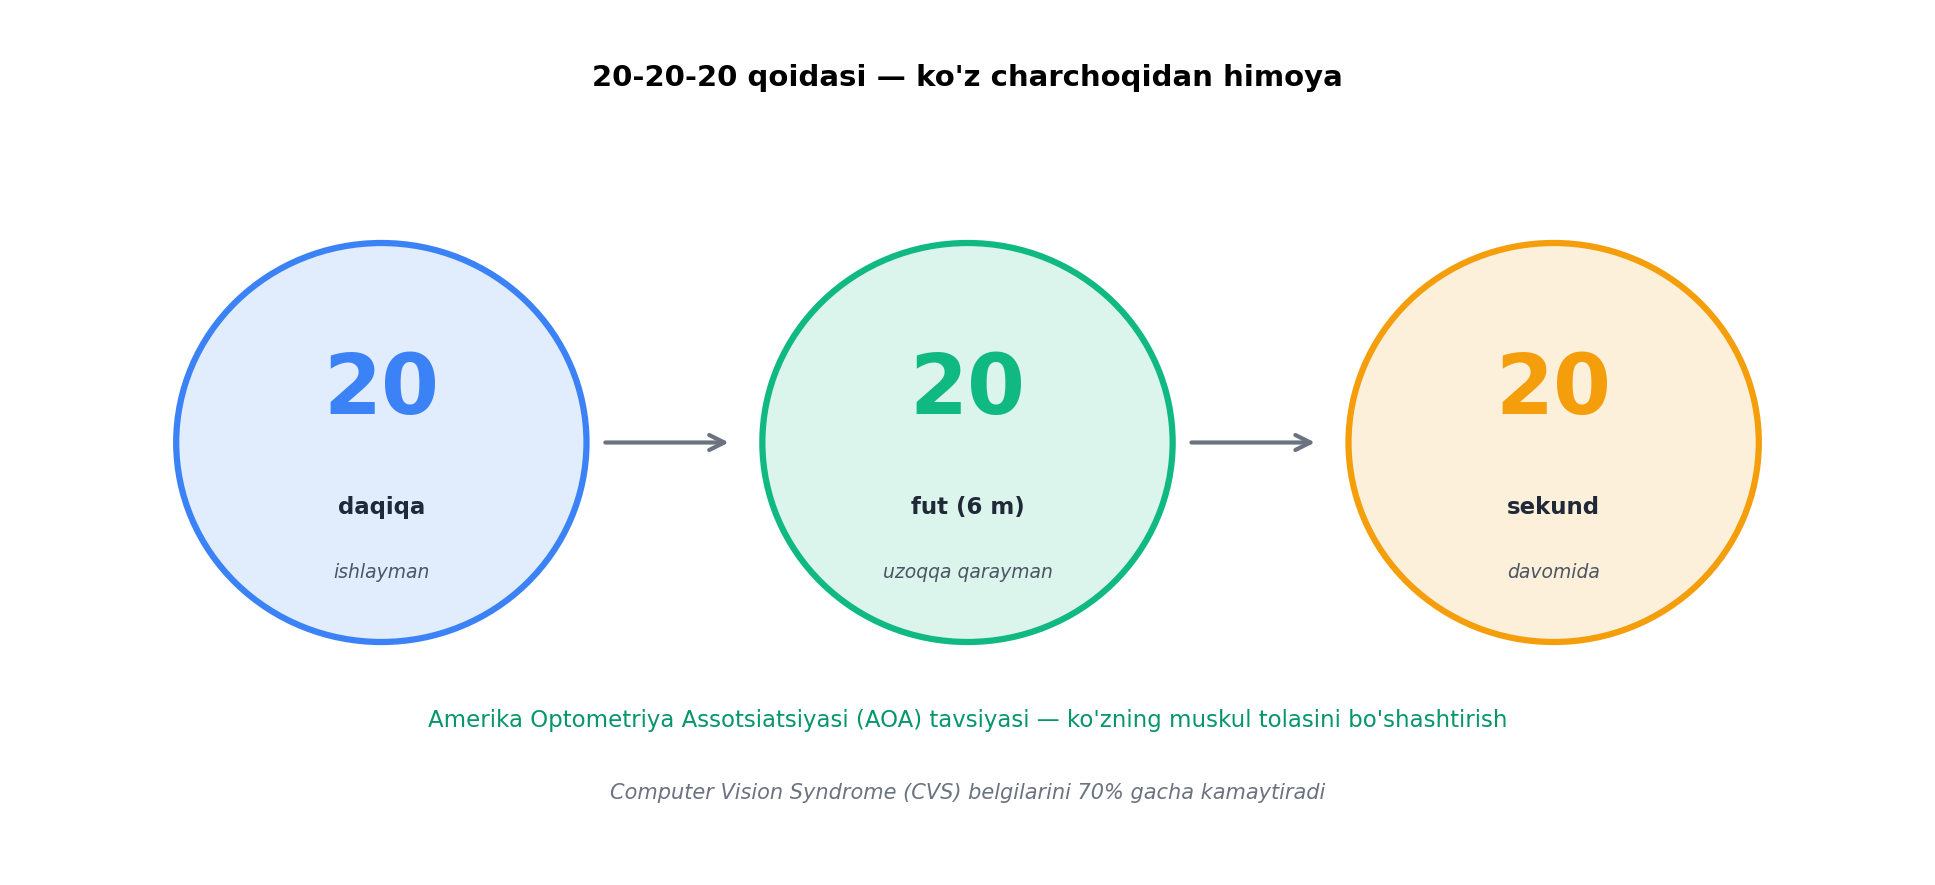 20-20-20 qoidasi — ko'z charchoqidan himoya
20
daqiqa
ishlayman
20
fut (6 m)
uzoqqa qarayman
20
sekund
davomida
Amerika Optometriya Assotsiatsiyasi (AOA) tavsiyasi — ko'zning muskul tolasini bo'shashtirish
Computer Vision Syndrome (CVS) belgilarini 70% gacha kamaytiradi